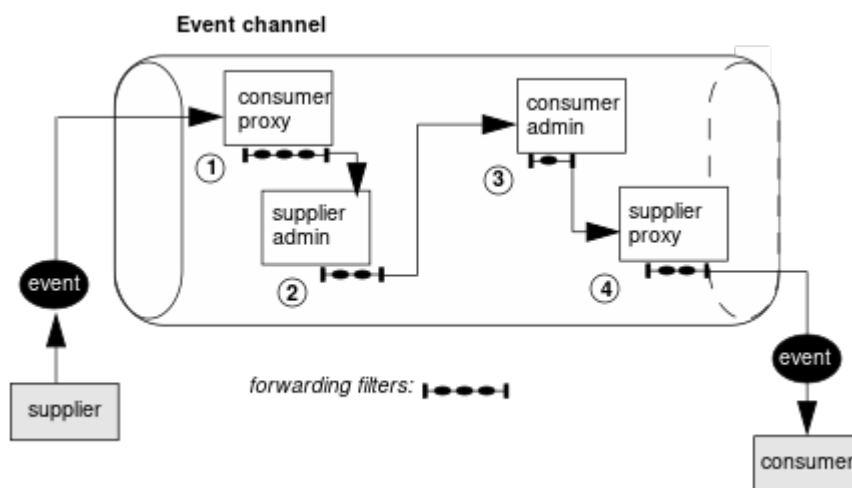 Event channel
consumer
proxy
consumer
admin
1
3
supplier
admin
supplier
proxy
event
2
4
event
forwarding filters:
supplier
consumer